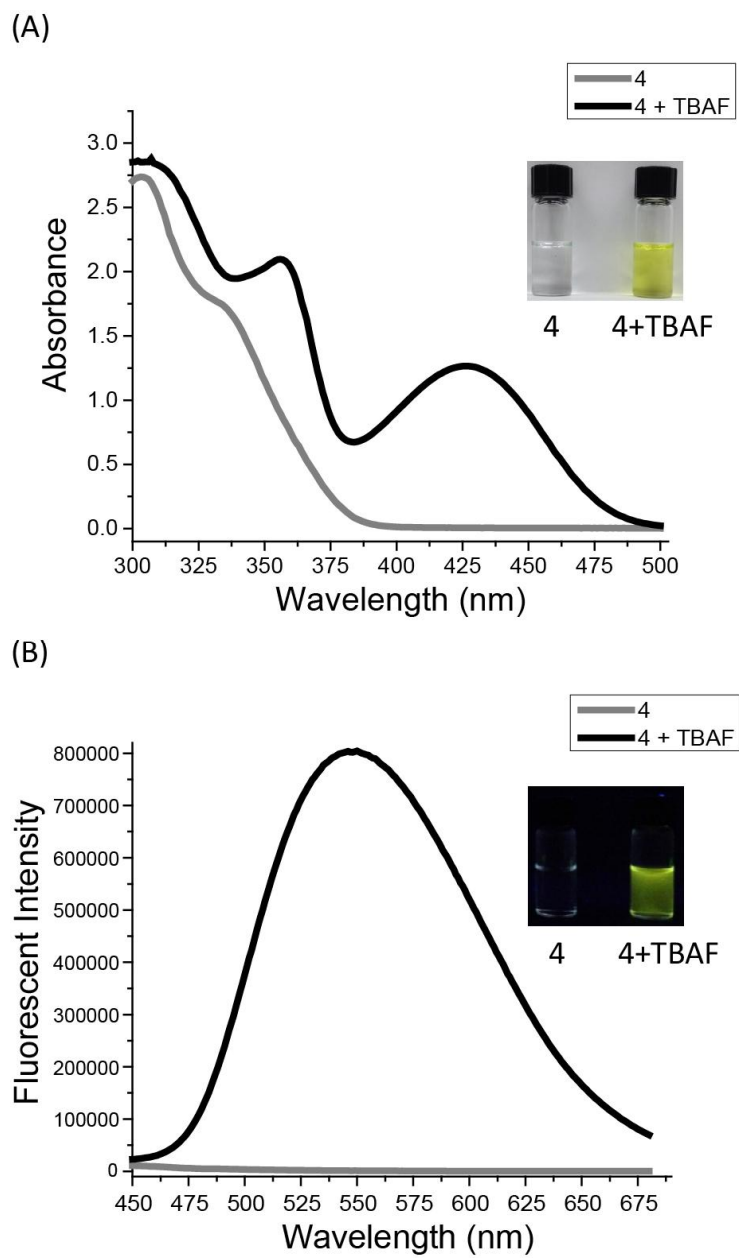 (A)
4
4 + TBAF
3.0
2.5
2.0
1.5
1.0
0.5
0.0
Absorbance
4 4+TBAF
300 325 350 375 400 425 450 475 500
Wavelength (nm)
(B)
4
4 + TBAF
800000
700000
600000
500000
400000
300000
200000
100000
0
Fluorescent Intensity
4 4+TBAF
450 475 500 525 550 575 600 625 650 675
Wavelength (nm)